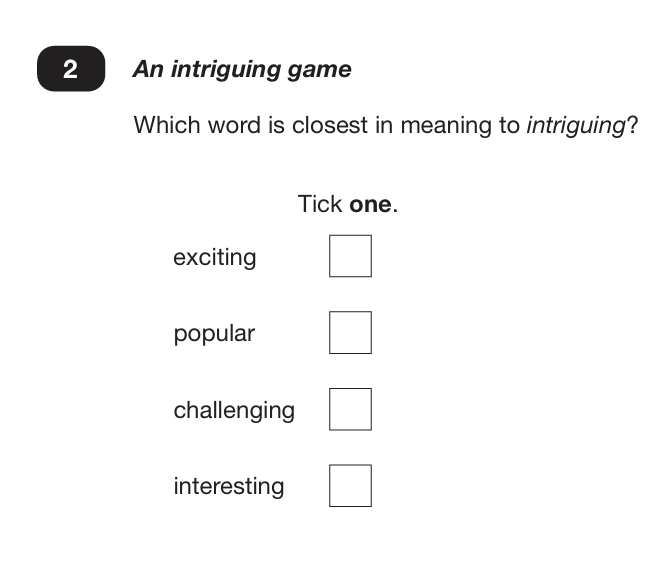 2 An intriguing game
Which word is closest in meaning to intriguing?
Tick one.
exciting
popular
challenging
interesting